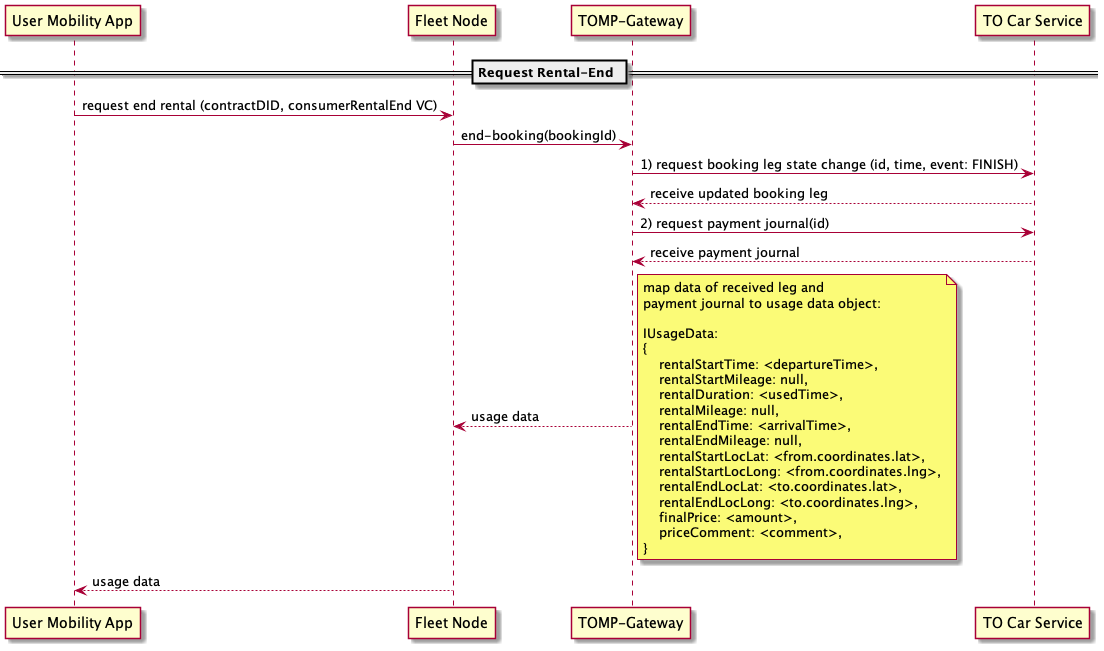 User Mobility App
Fleet Node
TOMP-Gateway
TO Car Service
Request Rental-End
request end rental (contractDID, consumerRentalEnd VC)
end-booking(bookingId)
1) request booking leg state change (id, time, event: FINISH)
receive updated booking leg
2) request payment journal(id)
receive payment journal
map data of received leg and
payment journal to usage data object:
IUsageData:
{
rentalStartTime: <departureTime>,
rentalStartMileage: null,
rentalDuration: <usedTime>,
rentalMileage: null,
rentalEndTime: <arrivalTime>,
rentalEndMileage: null,
rentalStartLocLat: <from.coordinates.lat>,
rentalStartLocLong: <from.coordinates.lng>,
rentalEndLocLat: <to.coordinates.lat>,
rentalEndLocLong: <to.coordinates.lng>,
finalPrice: <amount>,
priceComment: <comment>,
}
usage data
usage data
User Mobility App
Fleet Node
TOMP-Gateway
TO Car Service